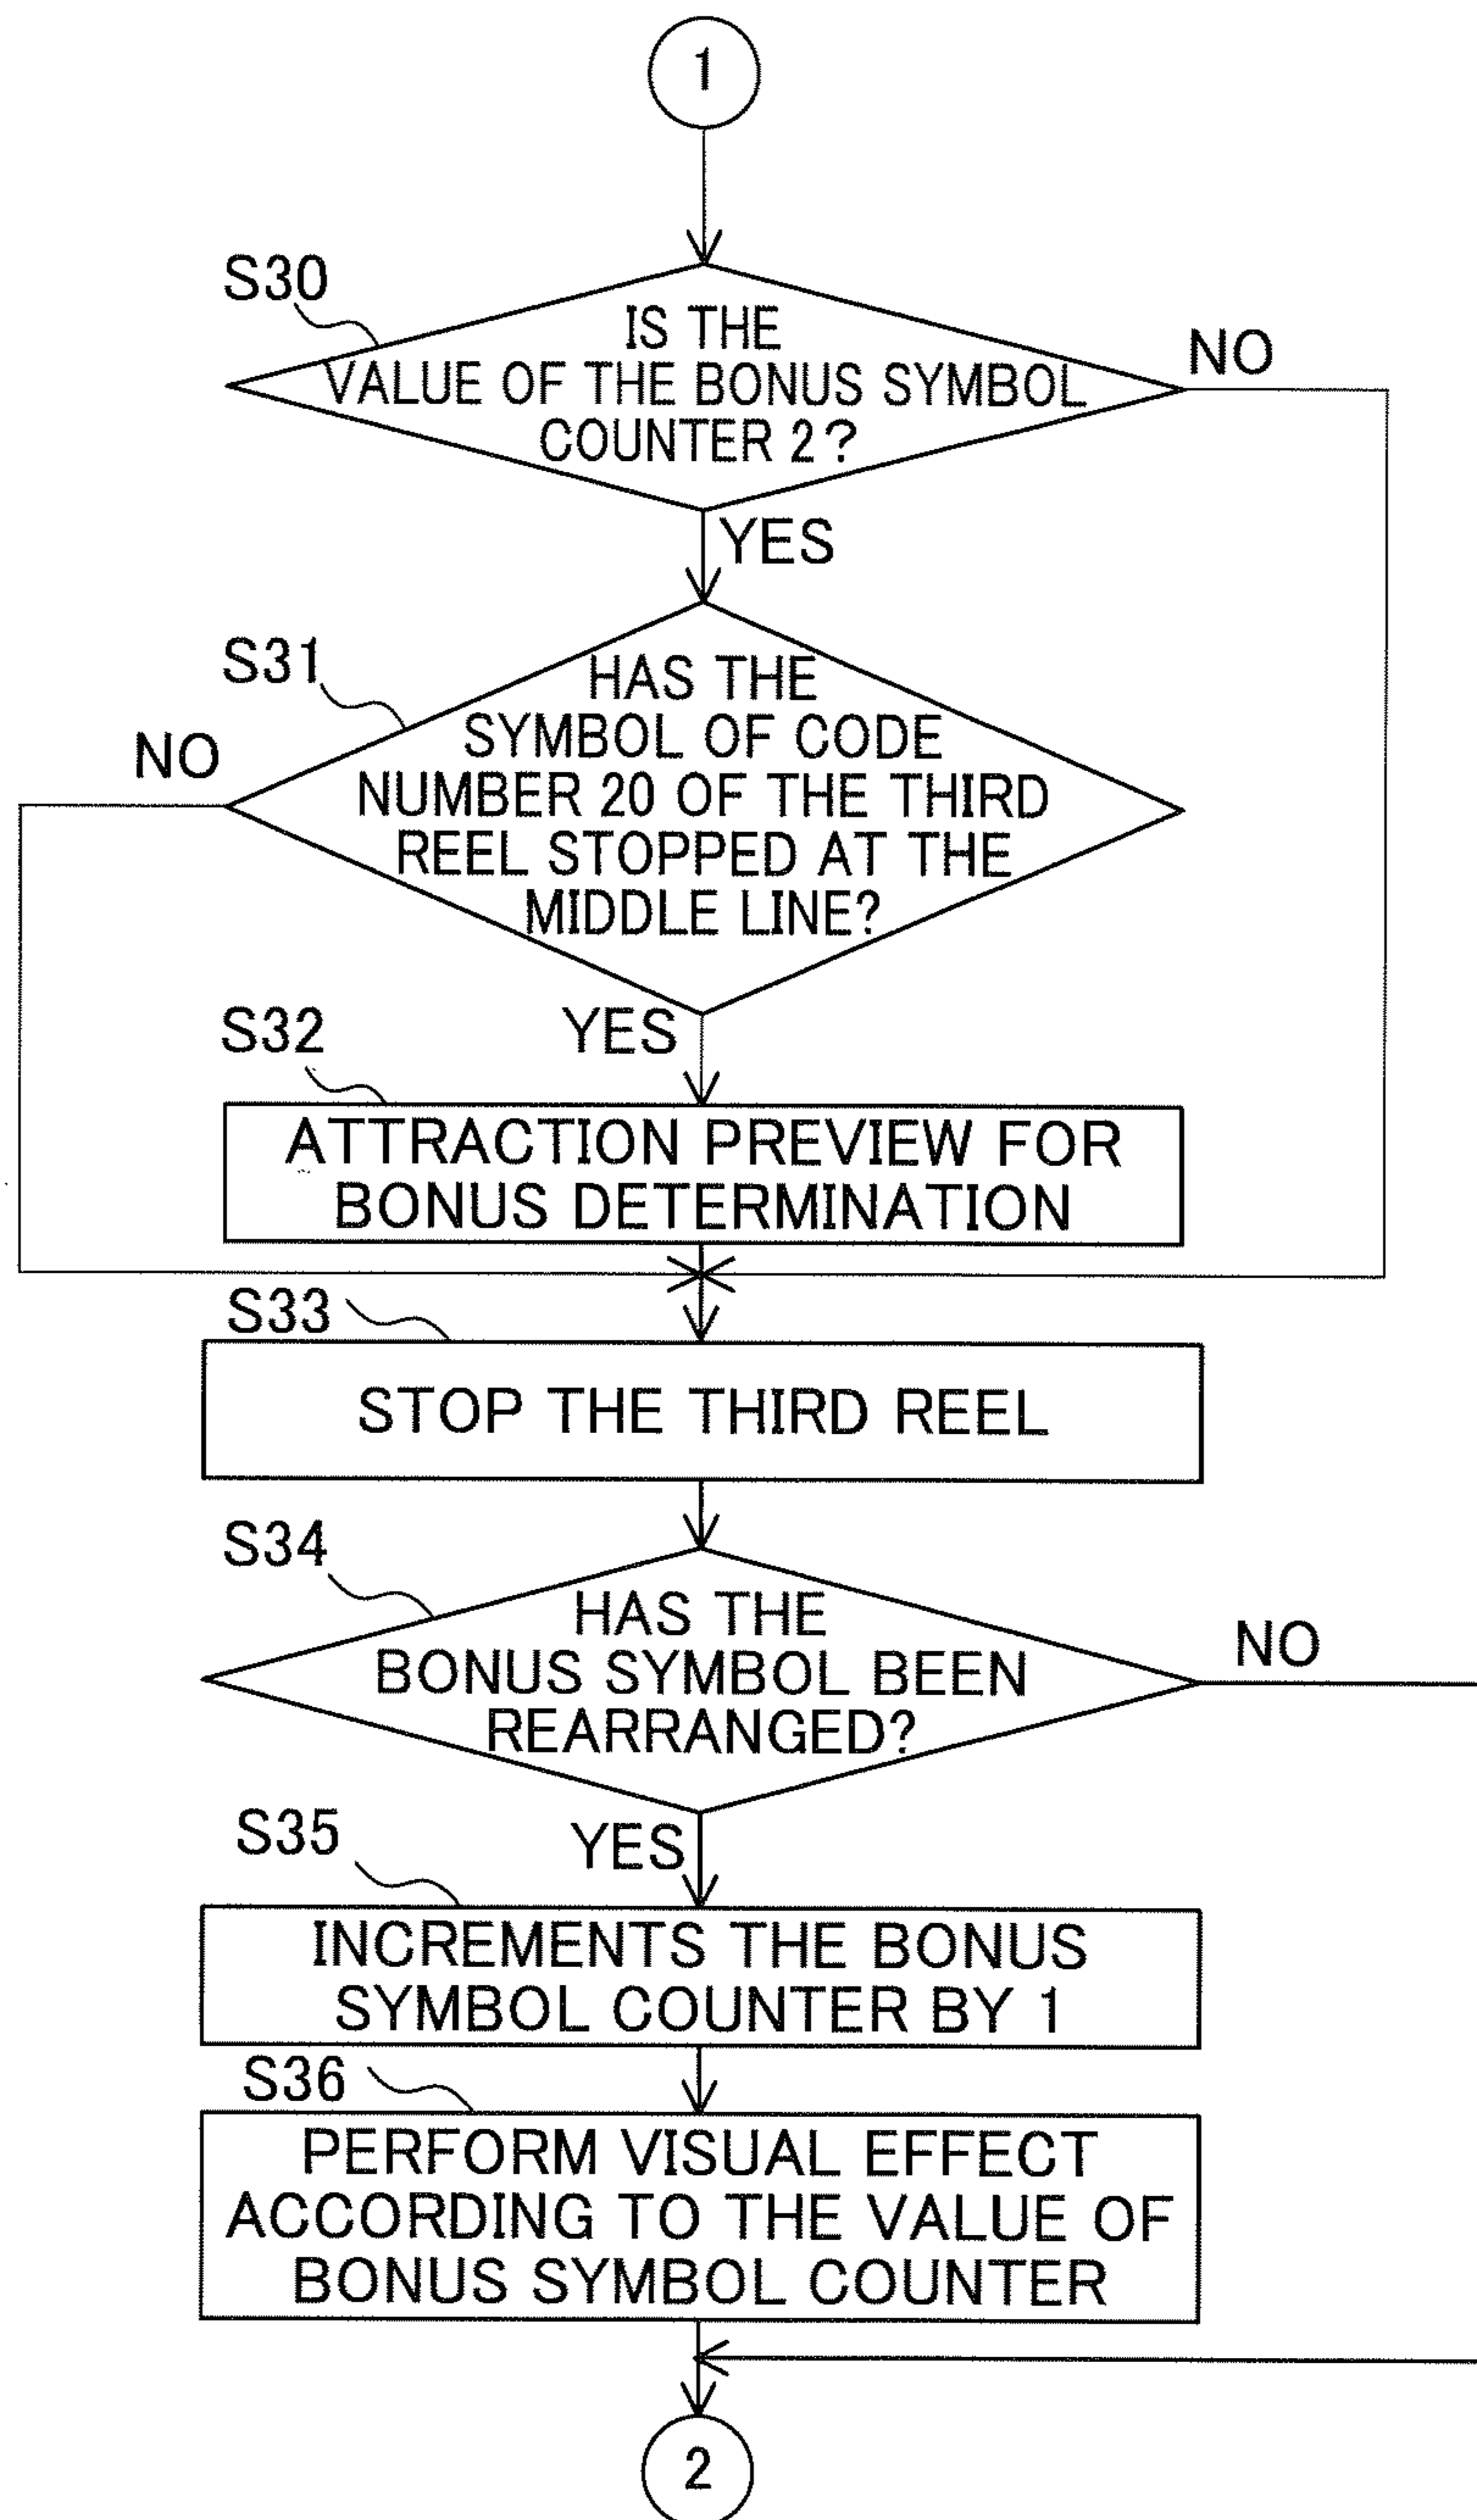 1
S30
IS THE
VALUE OF THE BONUS SYMBOL
COUNTER 2?
NO
YES
S31
HAS THE
SYMBOL OF CODE
NUMBER 20 OF THE THIRD
REEL STOPPED AT THE
MIDDLE LINE?
NO
YES
S32
ATTRACTION PREVIEW FOR
BONUS DETERMINATION
S33
STOP THE THIRD REEL
S34
HAS THE
BONUS SYMBOL BEEN
REARRANGED?
NO
YES
S35
INCREMENTS THE BONUS
SYMBOL COUNTER BY 1
S36
PERFORM VISUAL EFFECT
ACCORDING TO THE VALUE OF
BONUS SYMBOL COUNTER
2